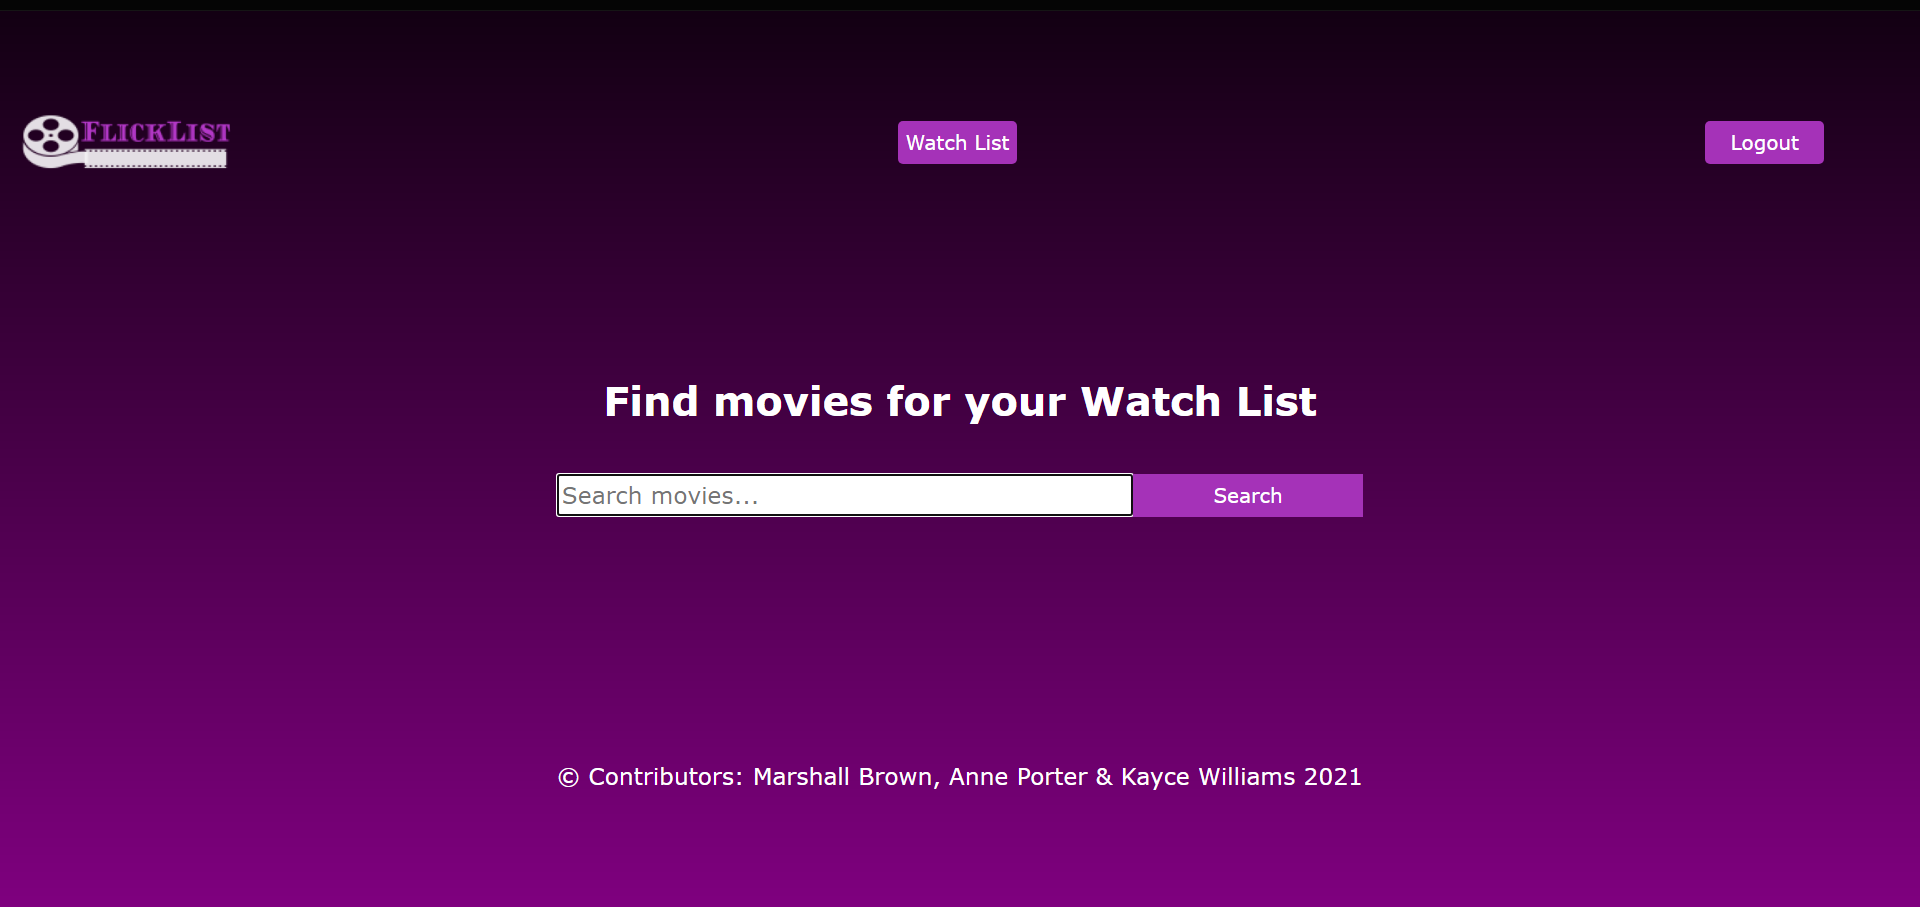 FLICKLIST
Watch List
Logout
Find movies for your Watch List
Search movies...
Search
© Contributors: Marshall Brown, Anne Porter & Kayce Williams 2021